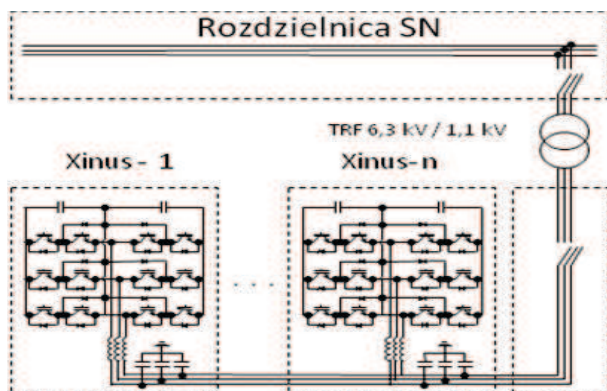 Rozdzielnica SN
TRF 6,3 kV / 1,1 kV
Xinus - 1
Xinus-n
. . .